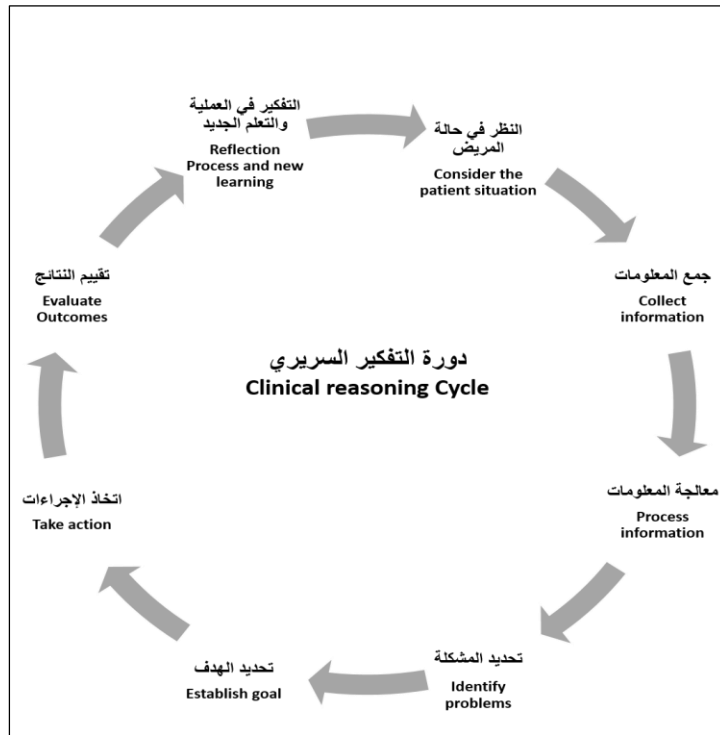 دورة التفكير السريري
Clinical reasoning Cycle
النظر في حالة
المريض
Consider the
patient situation
جمع المعلومات
Collect
information
معالجة المعلومات
Process
information
تحديد المشكلة
Identify
problems
تحديد الهدف
Establish goal
اتخاذ الإجراءات
Take action
تقييم النتائج
Evaluate
Outcomes
التفكير في العملية
والتعلم الجديد
Reflection
Process and new
learning